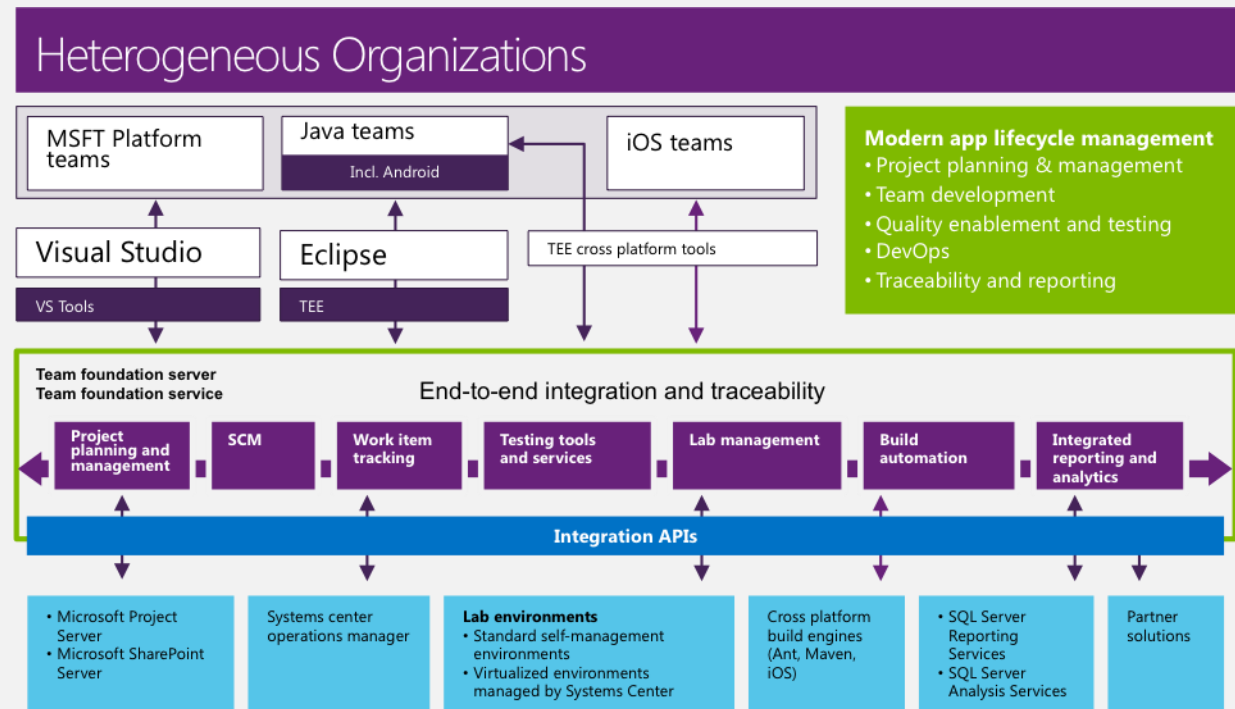 Heterogeneous Organizations
MSFT Platform
teams
Java teams
Incl. Android
iOS teams
Modern app lifecycle management
• Project planning & management
• Team development
• Quality enablement and testing
• DevOps
• Traceability and reporting
Visual Studio
VS Tools
Eclipse
TEE
TEE cross platform tools
Team foundation server
Team foundation service
End-to-end integration and traceability
Project
planning and
management
SCM
Work item
tracking
Testing tools
and services
Lab management
Build
automation
Integrated
reporting and
analytics
Integration APIs
• Microsoft Project
Server
• Microsoft SharePoint
Server
Systems center
operations manager
Lab environments
• Standard self-management
environments
• Virtualized environments
managed by Systems Center
Cross platform
build engines
(Ant, Maven,
iOS)
• SQL Server
Reporting
Services
• SQL Server
Analysis Services
Partner
solutions